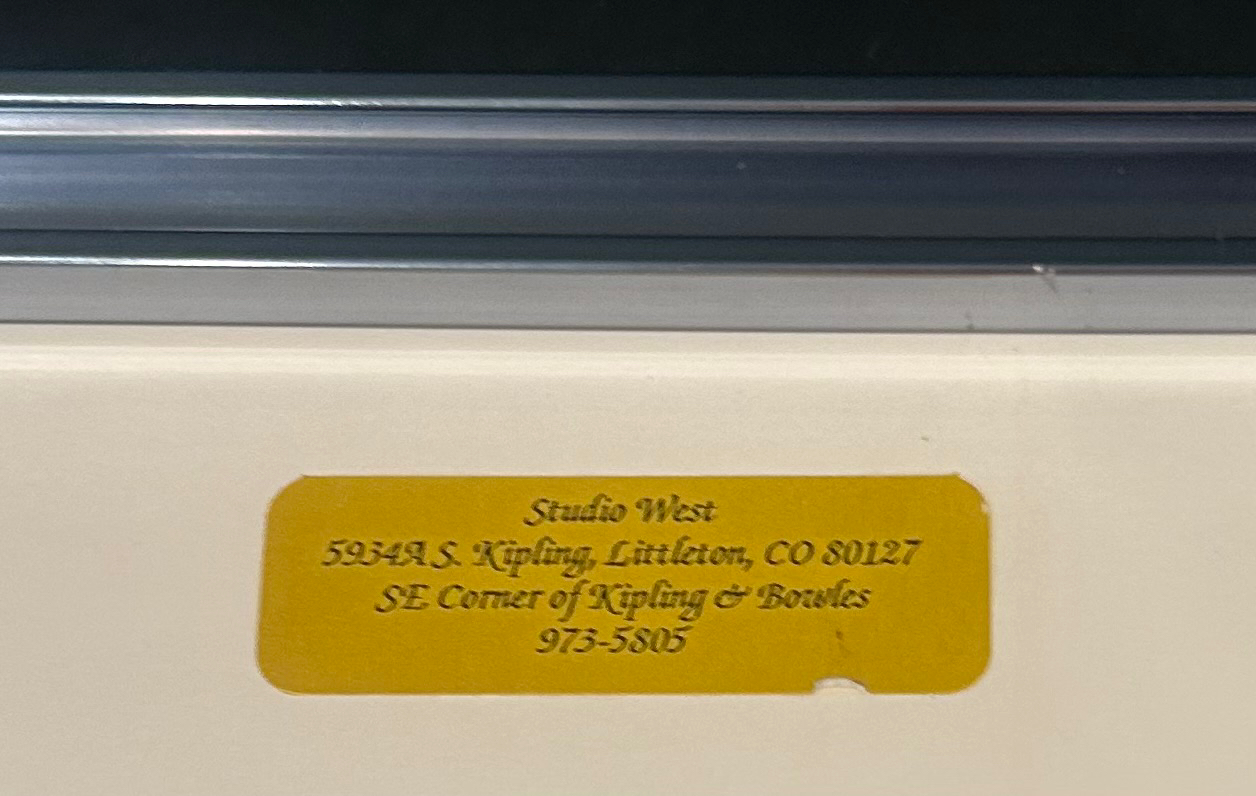 Studio West
5934A S. Kipling, Littleton, CO 80127
SE Corner of Kipling & Bowles
973-5805